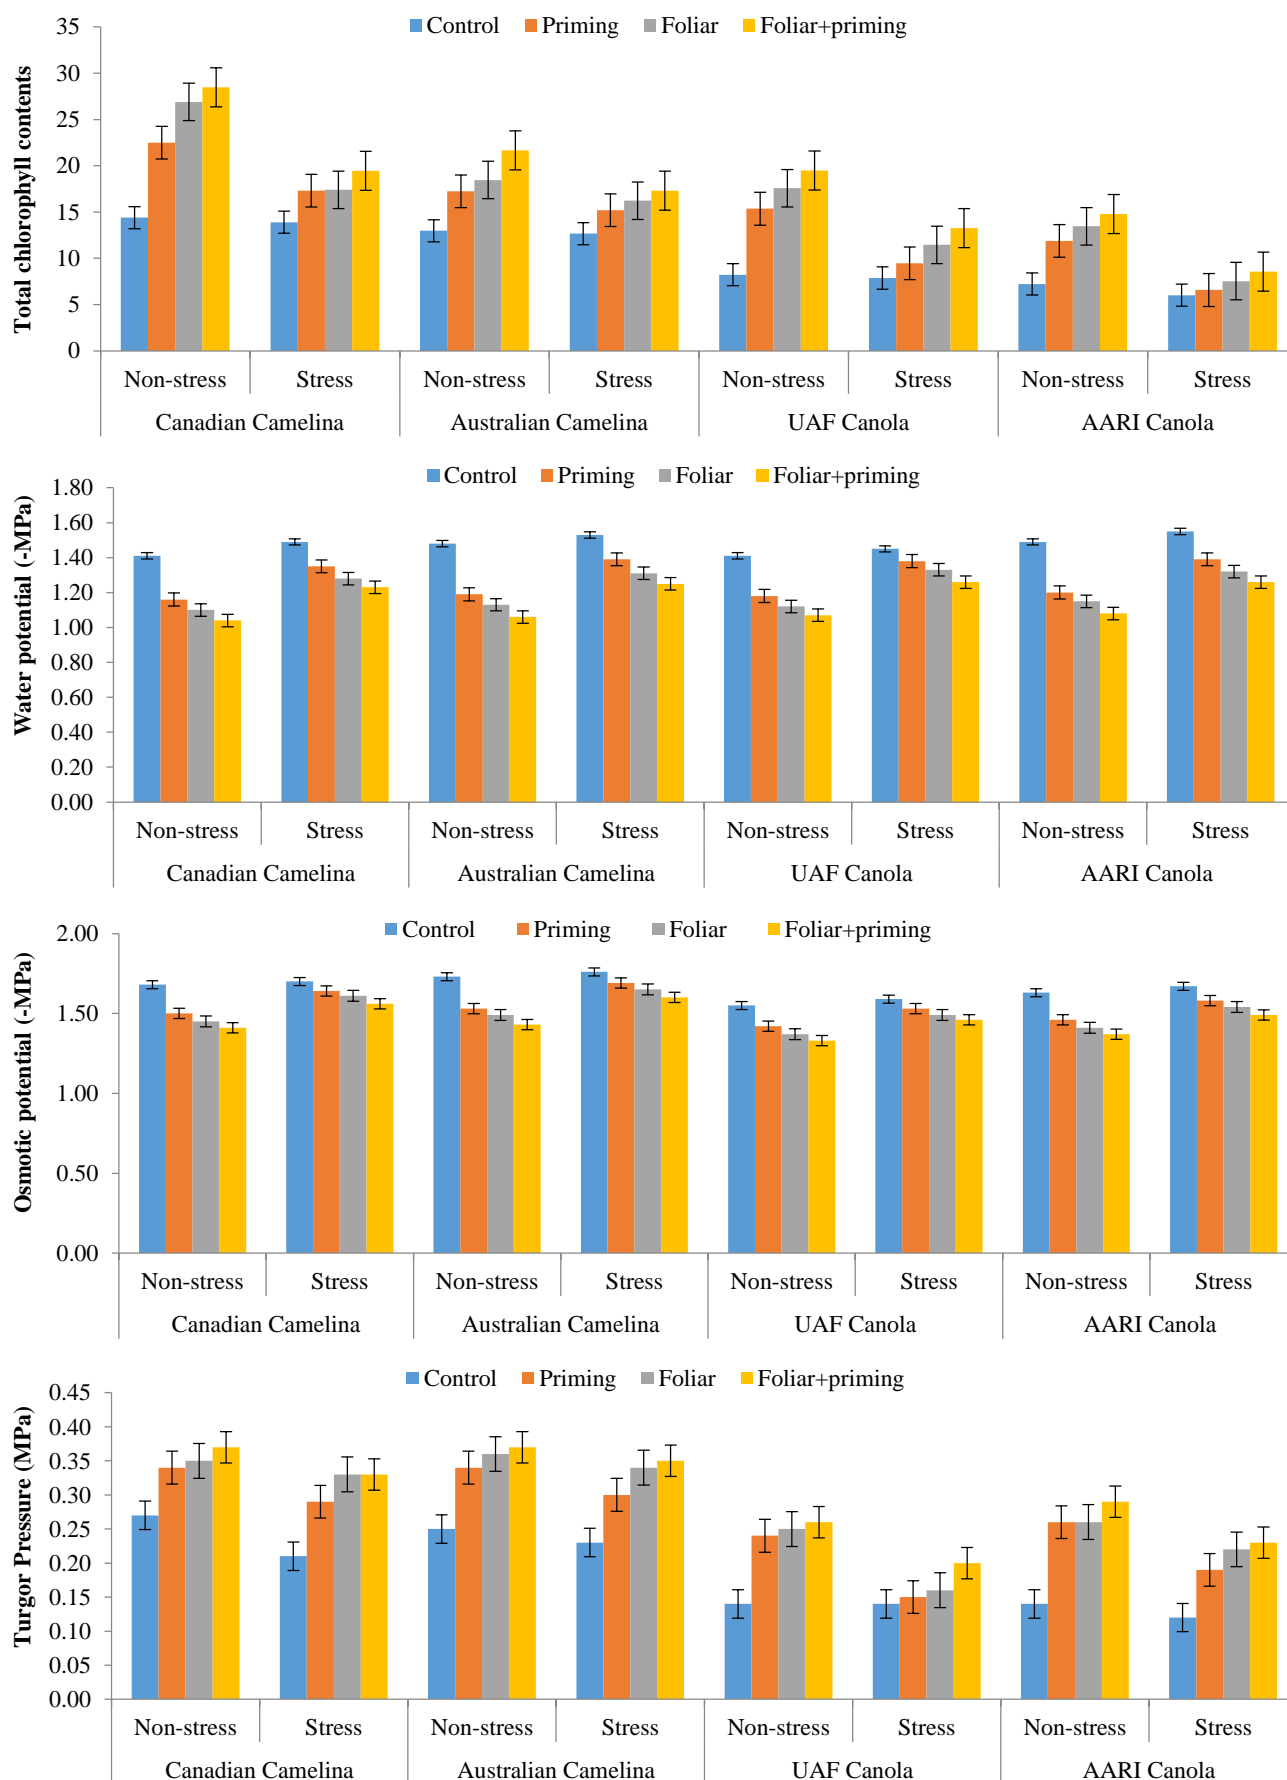 Control Priming Foliar Foliar+priming
Total chlorophyll contents
35
30
25
20
15
10
5
0
Non-stress Stress Non-stress Stress Non-stress Stress Non-stress Stress
Canadian Camelina Australian Camelina UAF Canola AARI Canola
Control Priming Foliar Foliar+priming
Water potential (-MPa)
1.80
1.60
1.40
1.20
1.00
0.80
0.60
0.40
0.20
0.00
Non-stress Stress Non-stress Stress Non-stress Stress Non-stress Stress
Canadian Camelina Australian Camelina UAF Canola AARI Canola
Control Priming Foliar Foliar+priming
Osmotic potential (-MPa)
2.00
1.50
1.00
0.50
0.00
Non-stress Stress Non-stress Stress Non-stress Stress Non-stress Stress
Canadian Camelina Australian Camelina UAF Canola AARI Canola
Control Priming Foliar Foliar+priming
Turgor Pressure (MPa)
0.45
0.40
0.35
0.30
0.25
0.20
0.15
0.10
0.05
0.00
Non-stress Stress Non-stress Stress Non-stress Stress Non-stress Stress
Canadian Camelina Australian Camelina UAF Canola AARI Canola